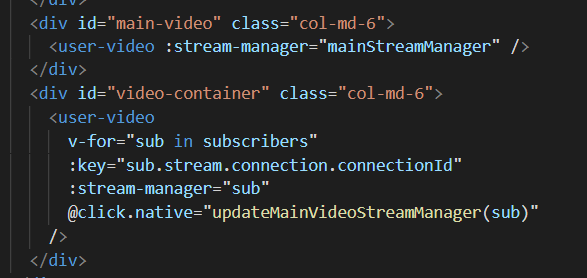 <div id="main-video" class="col-md-6">
<user-video :stream-manager="mainStreamManager" />
</div>
<div id="video-container" class="col-md-6">
<user-video
v-for="sub in subscribers"
:key="sub.stream.connection.connectionId"
:stream-manager="sub"
@click.native="updateMainVideoStreamManager(sub)"
/>
</div>